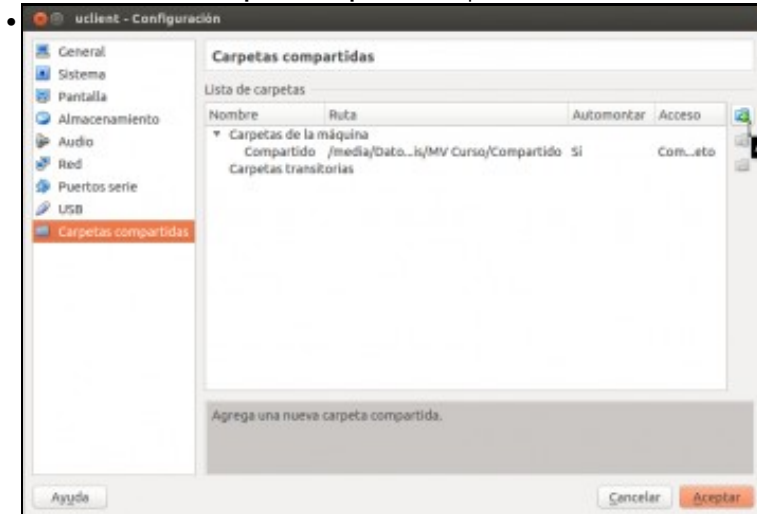 uclient - Configuración
General
Sistema
Pantalla
Almacenamiento
Audio
Red
Puertos serie
USB
Carpetas compartidas
Carpetas compartidas
Lista de carpetas
Nombre Ruta Automontar Acceso
Carpetas de la máquina
Compartido /media/Dato...is/MV Curso/Compartido Sí Com...eto
Carpetas transitorias
Agrega una nueva carpeta compartida.
Ayuda Cancelar Aceptar